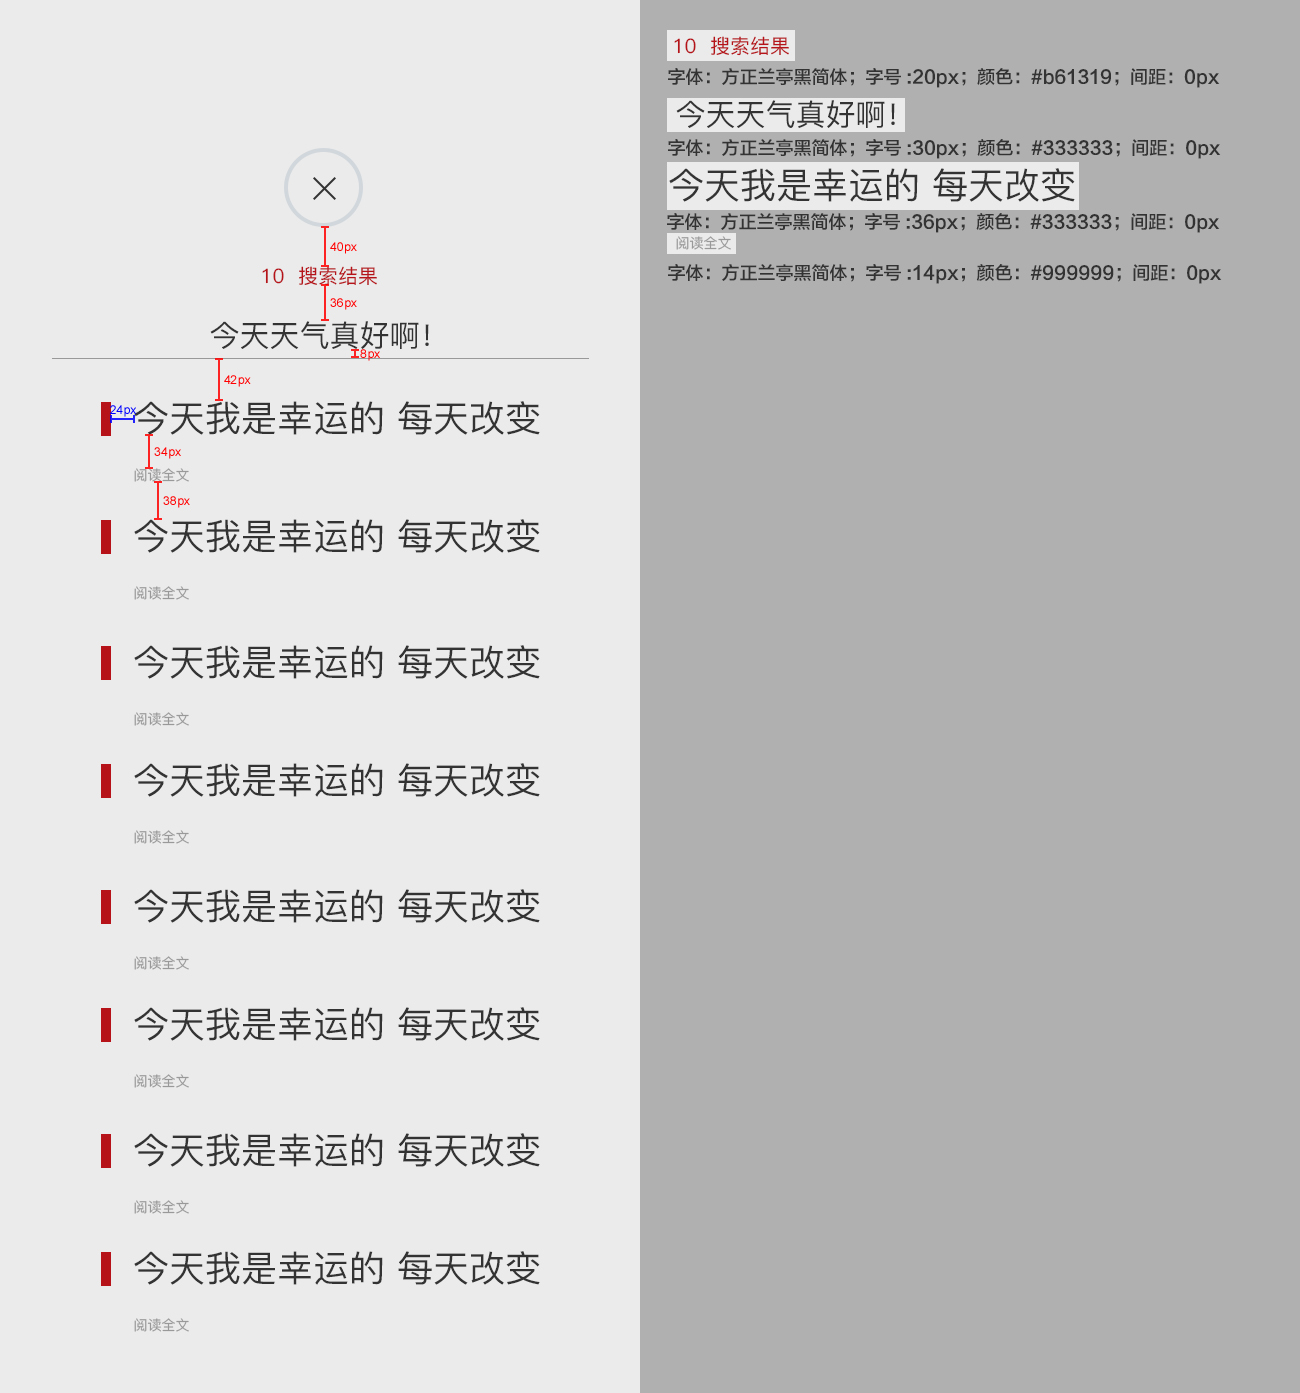 40px
10 搜索结果
36px
今天天气真好啊!
8px
42px
24px
今天我是幸运的 每天改变
34px
阅读全文
38px
今天我是幸运的 每天改变
阅读全文
今天我是幸运的 每天改变
阅读全文
今天我是幸运的 每天改变
阅读全文
今天我是幸运的 每天改变
阅读全文
今天我是幸运的 每天改变
阅读全文
今天我是幸运的 每天改变
阅读全文
今天我是幸运的 每天改变
阅读全文
10 搜索结果
字体：方正兰亭黑简体；字号:20px；颜色：#b61319；间距：0px
今天天气真好啊!
字体：方正兰亭黑简体；字号:30px；颜色：#333333；间距：0px
今天我是幸运的 每天改变
字体：方正兰亭黑简体；字号:36px；颜色：#333333；间距：0px
阅读全文
字体：方正兰亭黑简体；字号:14px；颜色：#999999；间距：0px